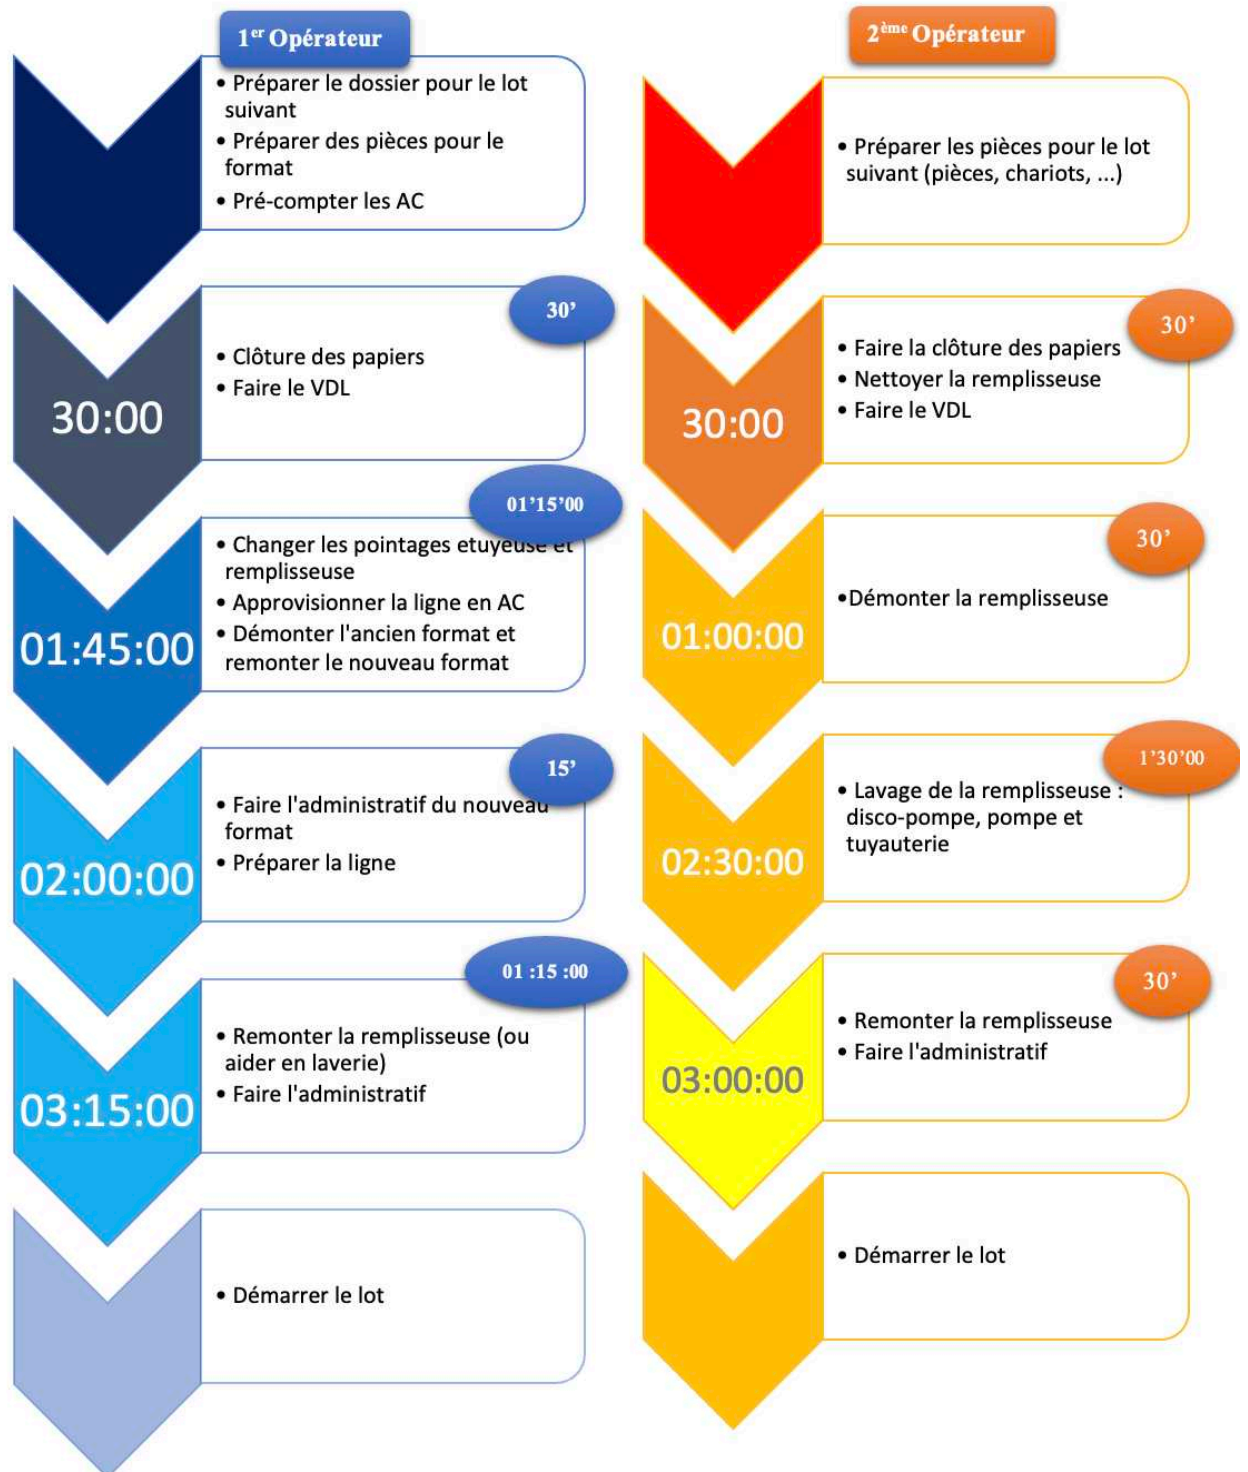 1er Opérateur
• Préparer le dossier pour le lot
suivant
• Préparer des pièces pour le
format
• Pré-compter les AC
30'
30:00
• Clôture des papiers
• Faire le VDL
01'15'00
01:45:00
• Changer les pointages etuyeuse et
remplisseuse
• Approvisionner la ligne en AC
• Démonter l'ancien format et
remonter le nouveau format
15'
02:00:00
• Faire l'administratif du nouveau
format
• Préparer la ligne
01 :15 :00
03:15:00
• Remonter la remplisseuse (ou
aider en laverie)
• Faire l'administratif
• Démarrer le lot
2ème Opérateur
• Préparer les pièces pour le lot
suivant (pièces, chariots, ...)
30'
30:00
• Faire la clôture des papiers
• Nettoyer la remplisseuse
• Faire le VDL
30'
01:00:00
•Démonter la remplisseuse
1'30'00
02:30:00
• Lavage de la remplisseuse :
disco-pompe, pompe et
tuyauterie
30'
03:00:00
• Remonter la remplisseuse
• Faire l'administratif
• Démarrer le lot